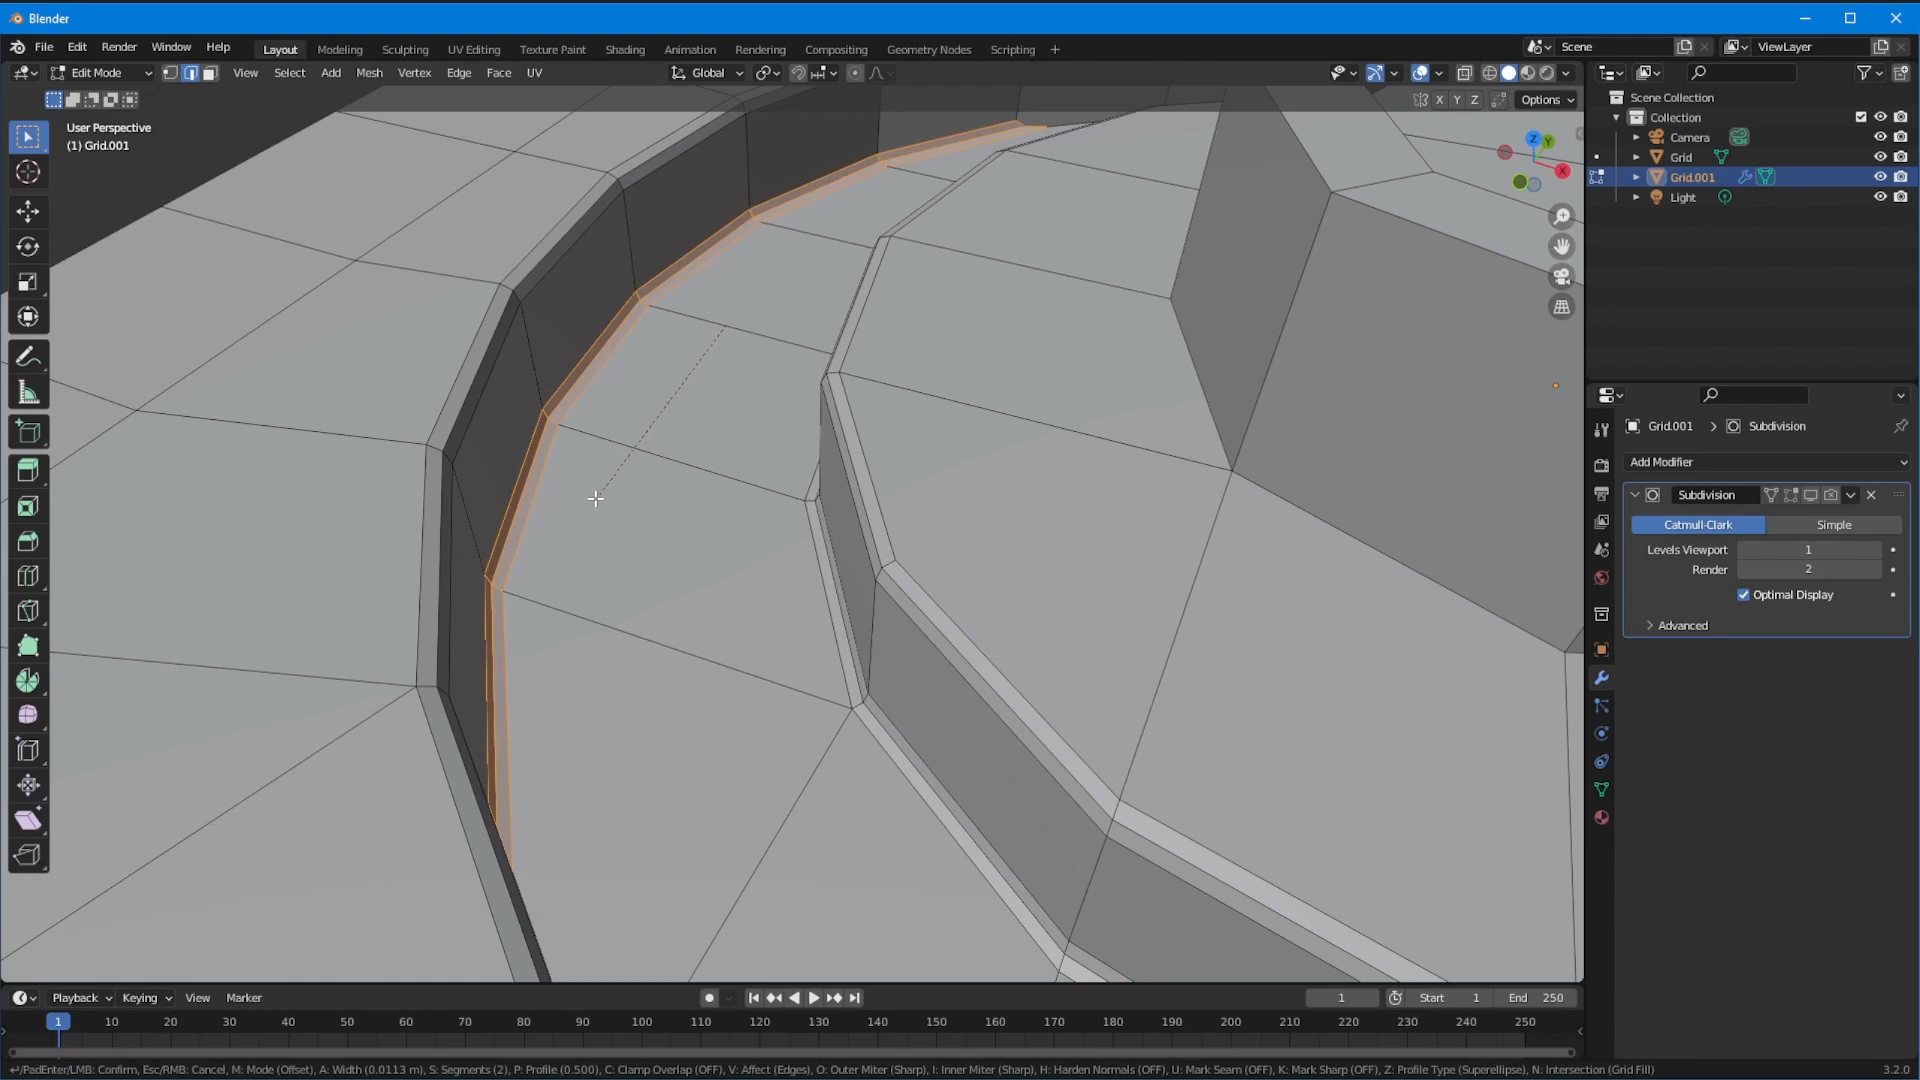 Blender
File Edit Render Window Help
Layout Modeling Sculpting UV Editing Texture Paint Shading Animation Rendering Compositing Geometry Nodes Scripting +
Scene
ViewLayer
Edit Mode View Select Add Mesh Vertex Edge Face UV Global
X Y Z Options
User Perspective
(1) Grid.001
Z Y X
Scene Collection
Collection
Camera
Grid
Grid.001
Light
Grid.001 > Subdivision
Add Modifier
Subdivision
Catmull-Clark Simple
Levels Viewport 1
Render 2
Optimal Display
Advanced
Playback Keying View Marker 1 Start 1 End 250
1 10 20 30 40 50 60 70 80 90 100 110 120 130 140 150 160 170 180 190 200 210 220 230 240 250
↵/PadEnter/LMB: Confirm, Esc/RMB: Cancel, M: Mode (Offset), A: Width (0.0113 m), S: Segments (2), P: Profile (0.500), C: Clamp Overlap (OFF), V: Affect (Edges), O: Outer Miter (Sharp), I: Inner Miter (Sharp), H: Harden Normals (OFF), U: Mark Seam (OFF), K: Mark Sharp (OFF), Z: Profile Type (Superellipse), N: Intersection (Grid Fill) 3.2.0